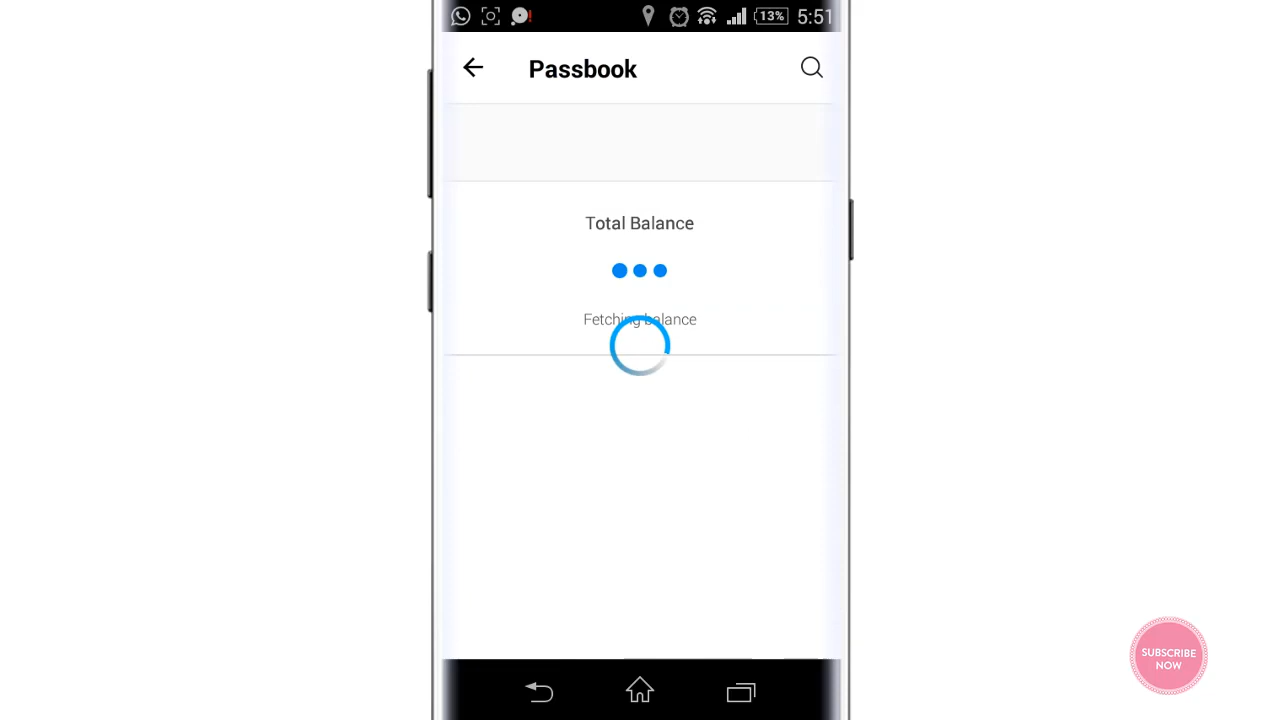 13% 5:51
Passbook
Total Balance
Fetching balance
SUBSCRIBE
NOW